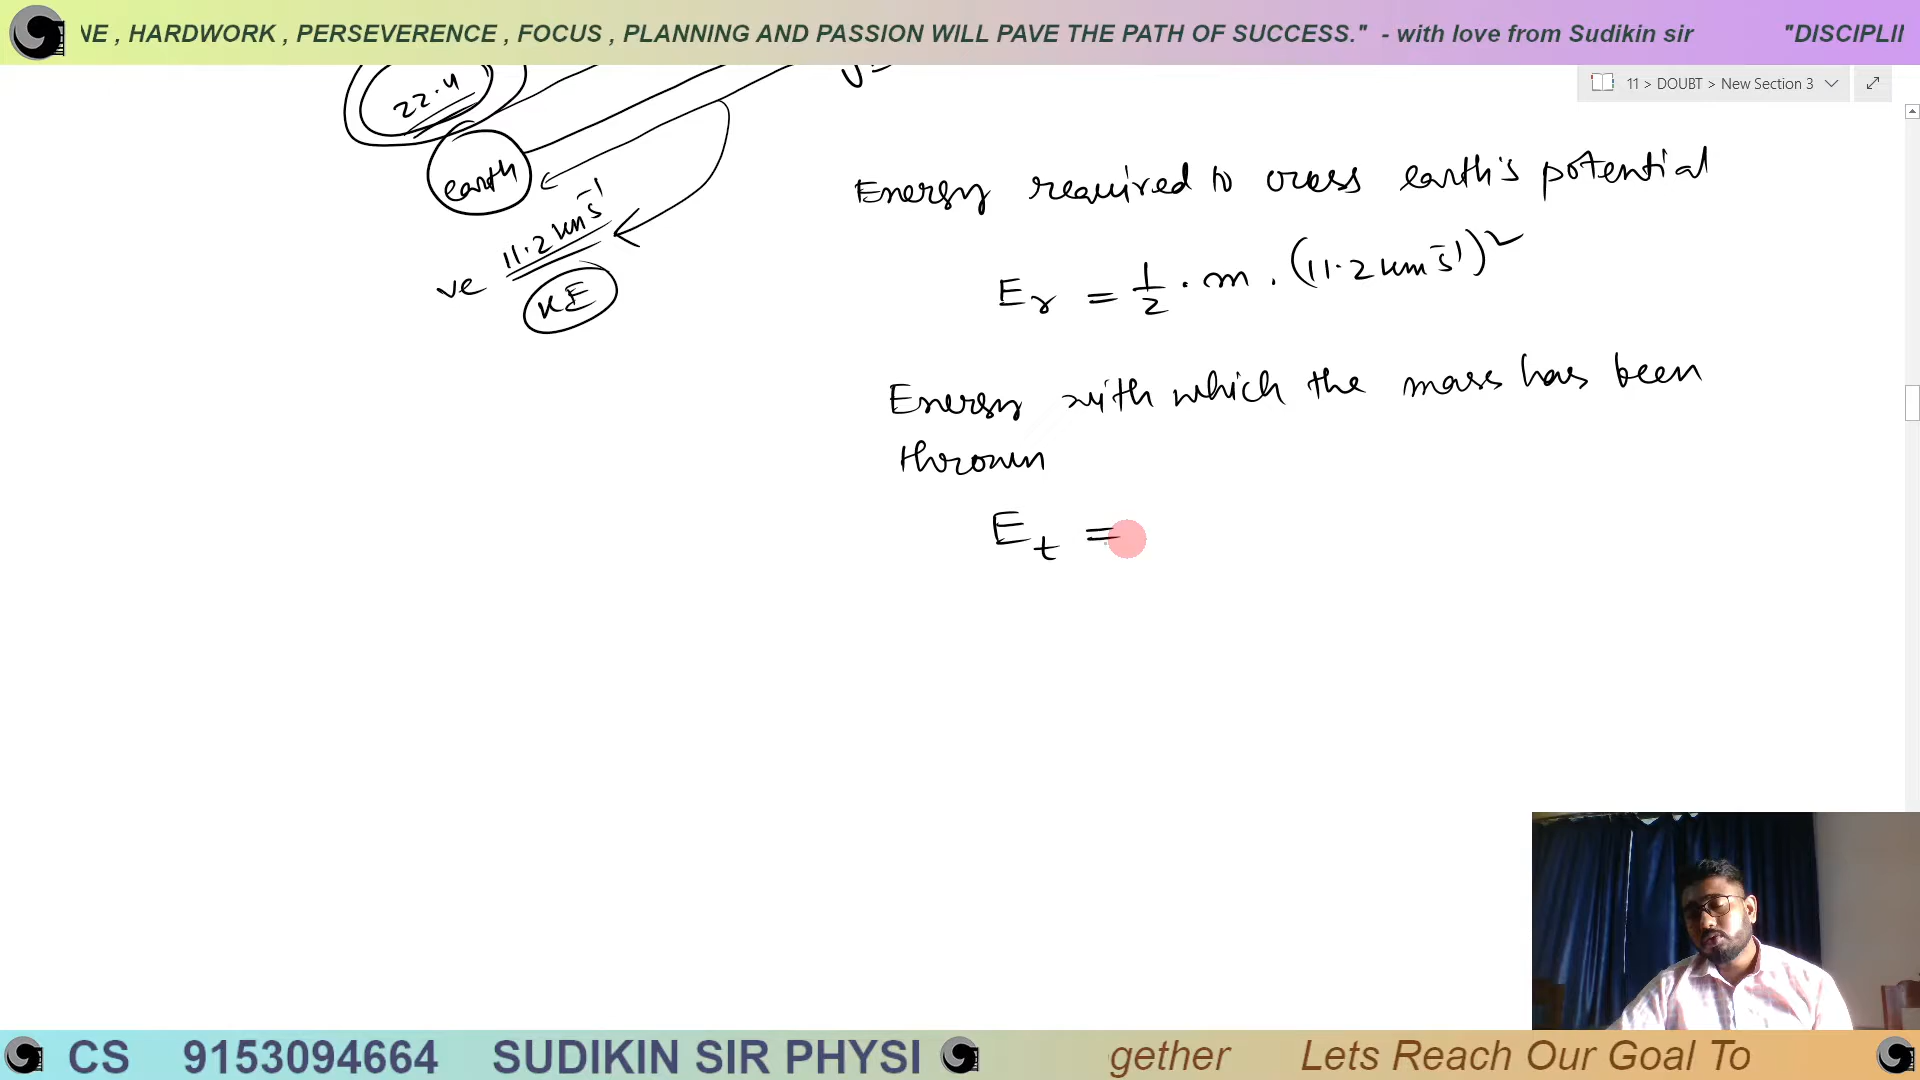 NE , HARDWORK , PERSEVERENCE , FOCUS , PLANNING AND PASSION WILL PAVE THE PATH OF SUCCESS." - with love from Sudikin sir "DISCIPLI
11 > DOUBT > New Section 3
22.4
earth
ve 11.2 km s⁻¹
KE
Energy required to cross earth's potential
E_r = 1/2 . m . (11.2 km s⁻¹)²
Energy with which the mass has been
thrown
E_t =
CS 9153094664 SUDIKIN SIR PHYSI gether Lets Reach Our Goal To